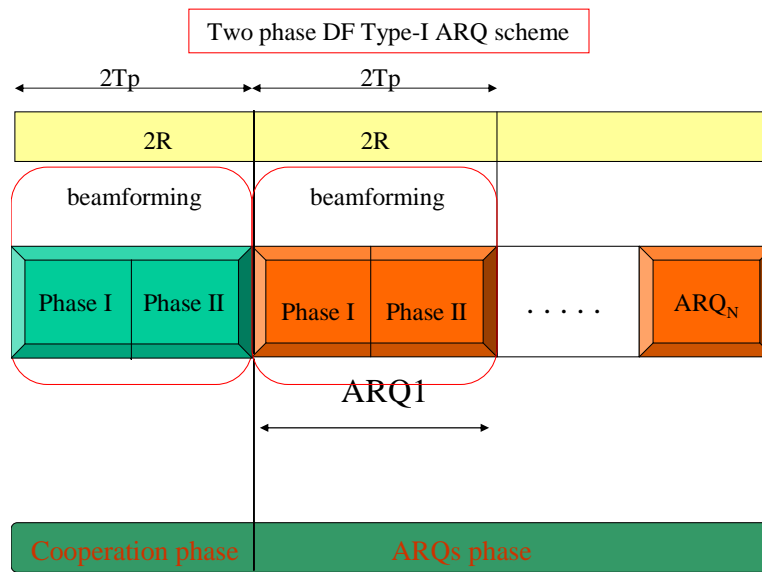 Two phase DF Type-I ARQ scheme
2Tp 2Tp
2R 2R
beamforming beamforming
Phase I Phase II Phase I Phase II . . . . . ARQN
ARQ1
Cooperation phase ARQs phase